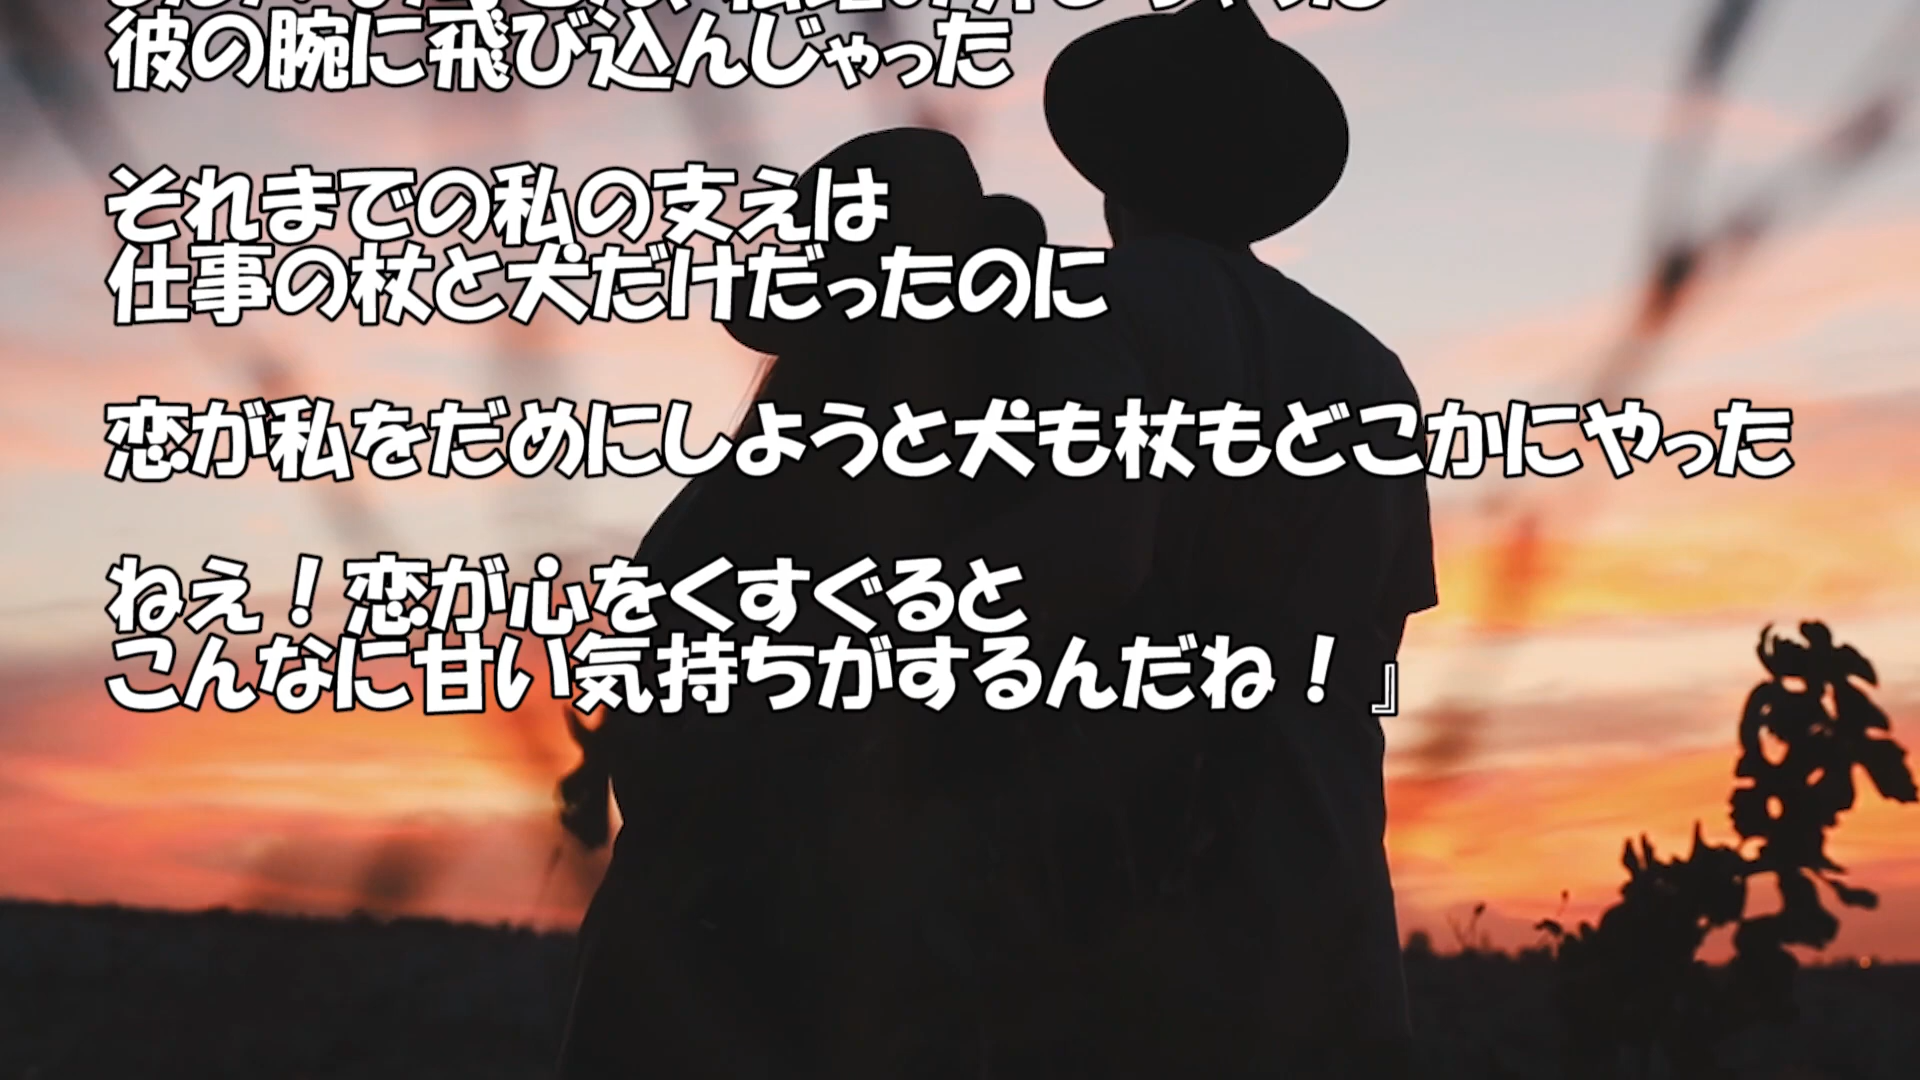 彼の腕に飛び込んじゃった
それまでの私の支えは
仕事の杖と犬だけだったのに
恋が私をだめにしようと犬も杖もどこかにやった
ねえ！恋が心をくすぐると
こんなに甘い気持ちがするんだね！』